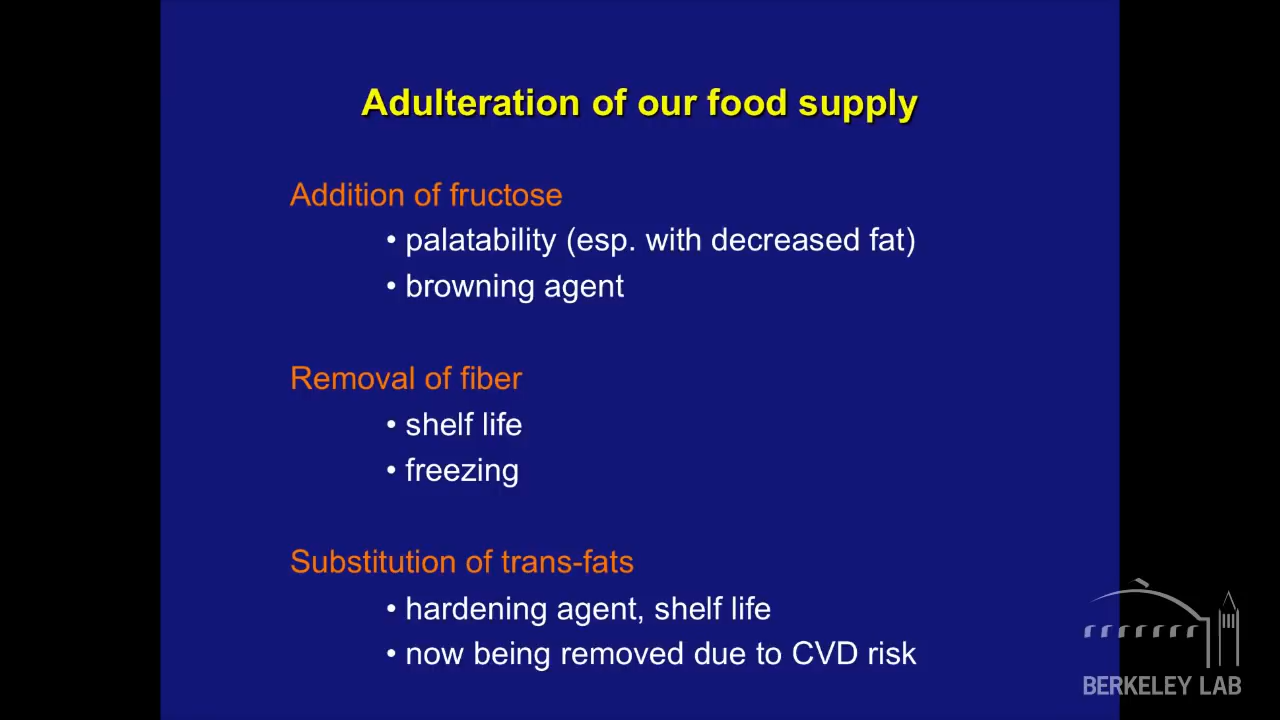 Adulteration of our food supply
Addition of fructose
• palatability (esp. with decreased fat)
• browning agent
Removal of fiber
• shelf life
• freezing
Substitution of trans-fats
• hardening agent, shelf life
• now being removed due to CVD risk
BERKELEY LAB